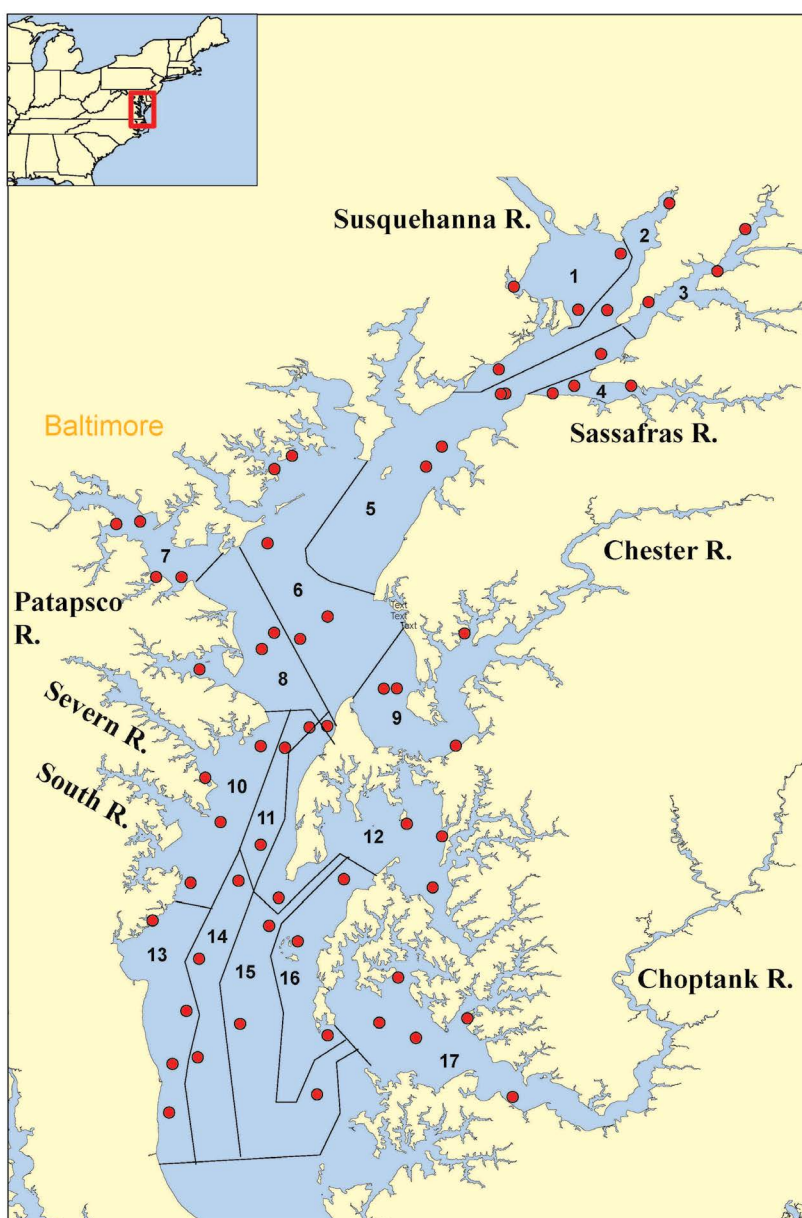 Susquehanna R.
2
1
3
4
Baltimore
Sassafras R.
5
Chester R.
7
6
Patapsco
R.
Text
Text
Text
8
9
Severn R.
10
South R.
11
12
13
14
15
16
Choptank R.
17